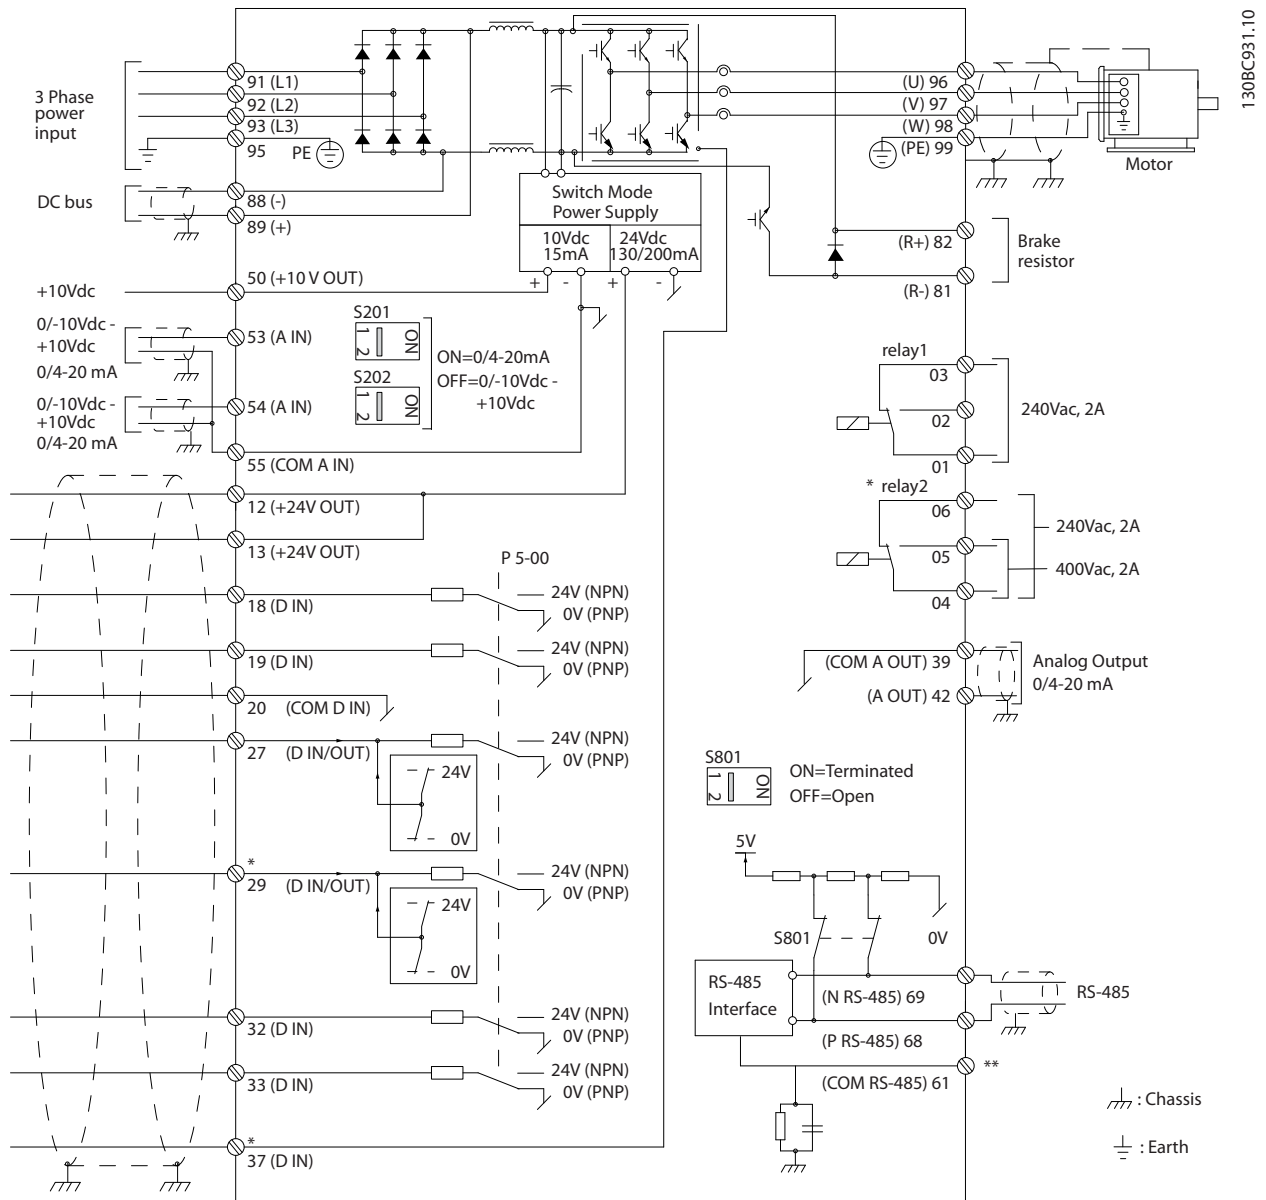 130BC931.10
3 Phase
power
input
91 (L1)
92 (L2)
93 (L3)
95
PE
DC bus
88 (-)
89 (+)
+10Vdc
50 (+10 V OUT)
0/-10Vdc -
+10Vdc
0/4-20 mA
53 (A IN)
0/-10Vdc -
+10Vdc
0/4-20 mA
54 (A IN)
55 (COM A IN)
12 (+24V OUT)
13 (+24V OUT)
18 (D IN)
19 (D IN)
20 (COM D IN)
27 (D IN/OUT)
24V
0V
*
29 (D IN/OUT)
24V
0V
32 (D IN)
33 (D IN)
*
37 (D IN)
S201
1
2
ON
S202
1
2
ON
ON=0/4-20mA
OFF=0/-10Vdc -
+10Vdc
P 5-00
24V (NPN)
0V (PNP)
24V (NPN)
0V (PNP)
24V (NPN)
0V (PNP)
24V (NPN)
0V (PNP)
24V (NPN)
0V (PNP)
24V (NPN)
0V (PNP)
Switch Mode
Power Supply
10Vdc
15mA
24Vdc
130/200mA
+ - + -
(U) 96
(V) 97
(W) 98
(PE) 99
Motor
(R+) 82
(R-) 81
Brake
resistor
relay1
03
02
01
240Vac, 2A
* relay2
06
05
04
240Vac, 2A
400Vac, 2A
(COM A OUT) 39
(A OUT) 42
Analog Output
0/4-20 mA
S801
1
2
ON
ON=Terminated
OFF=Open
5V
S801
0V
RS-485
Interface
(N RS-485) 69
(P RS-485) 68
(COM RS-485) 61
RS-485
**
: Chassis
: Earth